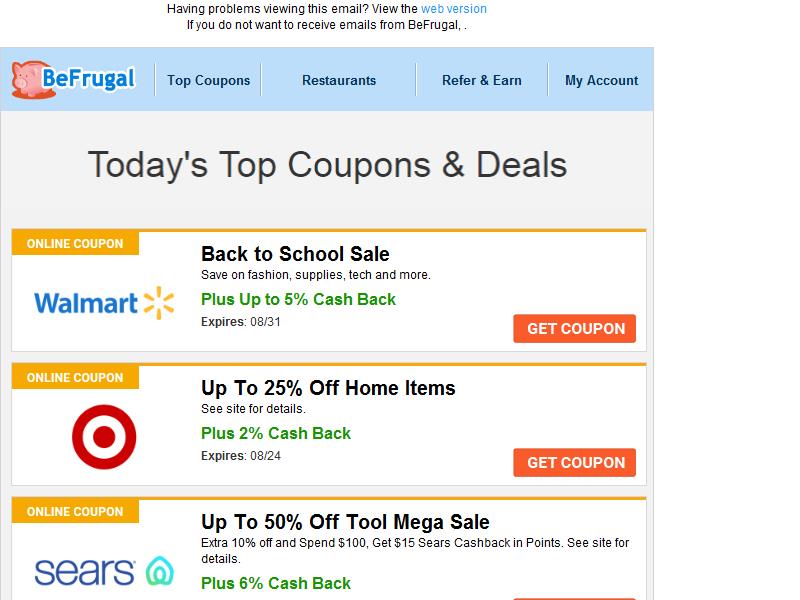 Having problems viewing this email? View the web version
If you do not want to receive emails from BeFrugal, .
BeFrugal
Top Coupons
Restaurants
Refer & Earn
My Account
Today's Top Coupons & Deals
ONLINE COUPON
Walmart
Back to School Sale
Save on fashion, supplies, tech and more.
Plus Up to 5% Cash Back
Expires: 08/31
GET COUPON
ONLINE COUPON
Up To 25% Off Home Items
See site for details.
Plus 2% Cash Back
Expires: 08/24
GET COUPON
ONLINE COUPON
sears
Up To 50% Off Tool Mega Sale
Extra 10% off and Spend $100, Get $15 Sears Cashback in Points. See site for
details.
Plus 6% Cash Back